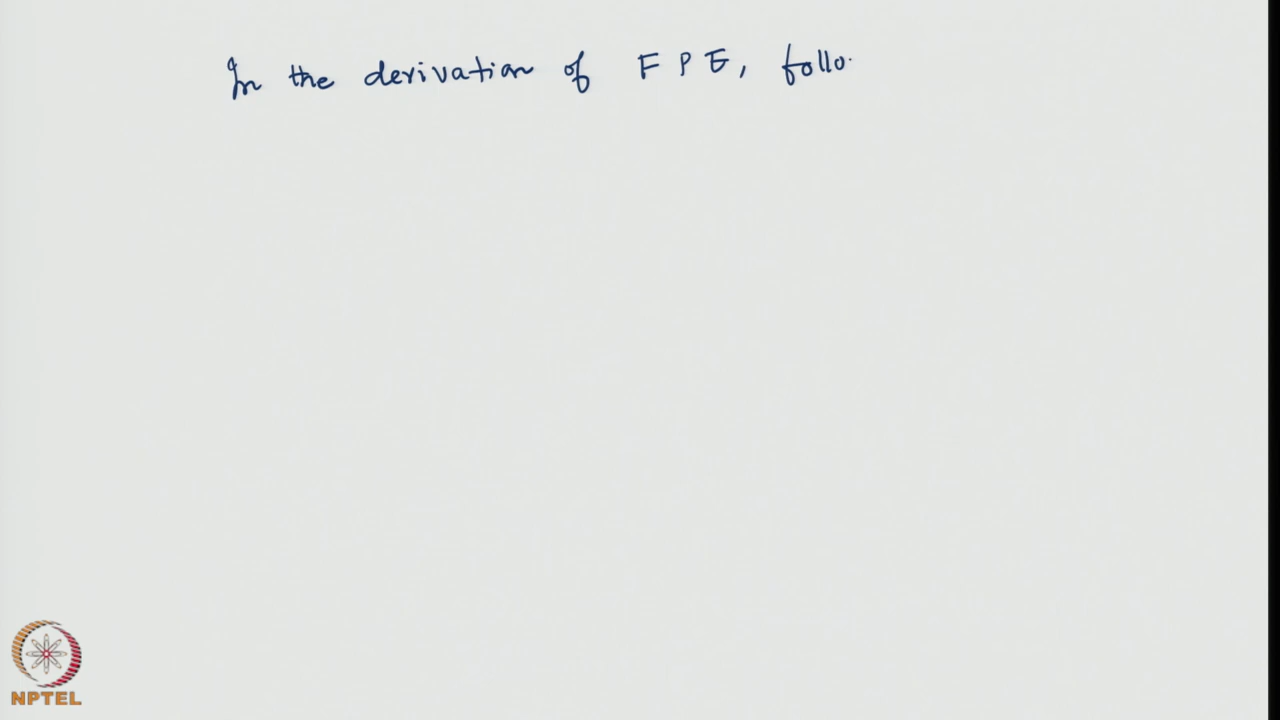 In the derivation of FPE, follo
NPTEL